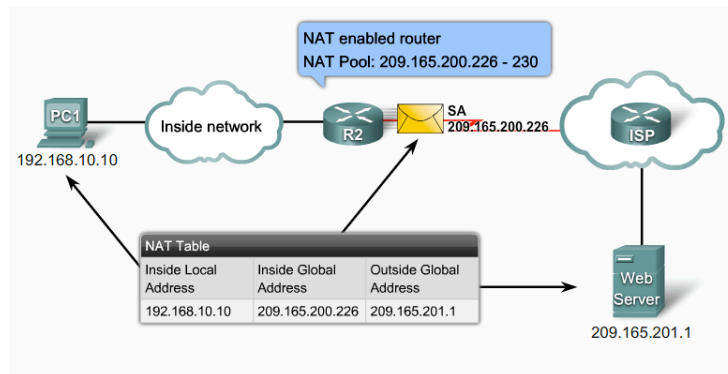 NAT enabled router
NAT Pool: 209.165.200.226 - 230
PC1
192.168.10.10
Inside network
R2
SA
209.165.200.226
ISP
NAT Table
Inside Local Address
Inside Global Address
Outside Global Address
192.168.10.10
209.165.200.226
209.165.201.1
Web
Server
209.165.201.1